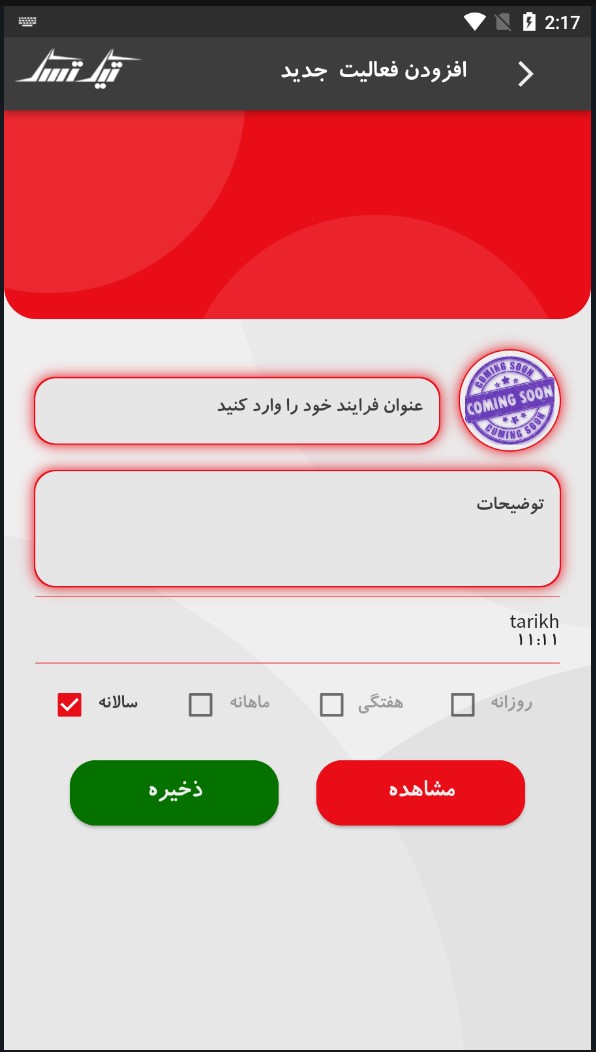 2:17
افزودن فعالیت جدید
تیک تسک
COMING SOON
COMING SOON
COMING SOON
عنوان فرایند خود را وارد کنید
توضیحات
tarikh
۱۱:۱۱
روزانه
هفتگی
ماهانه
سالانه
مشاهده
ذخیره